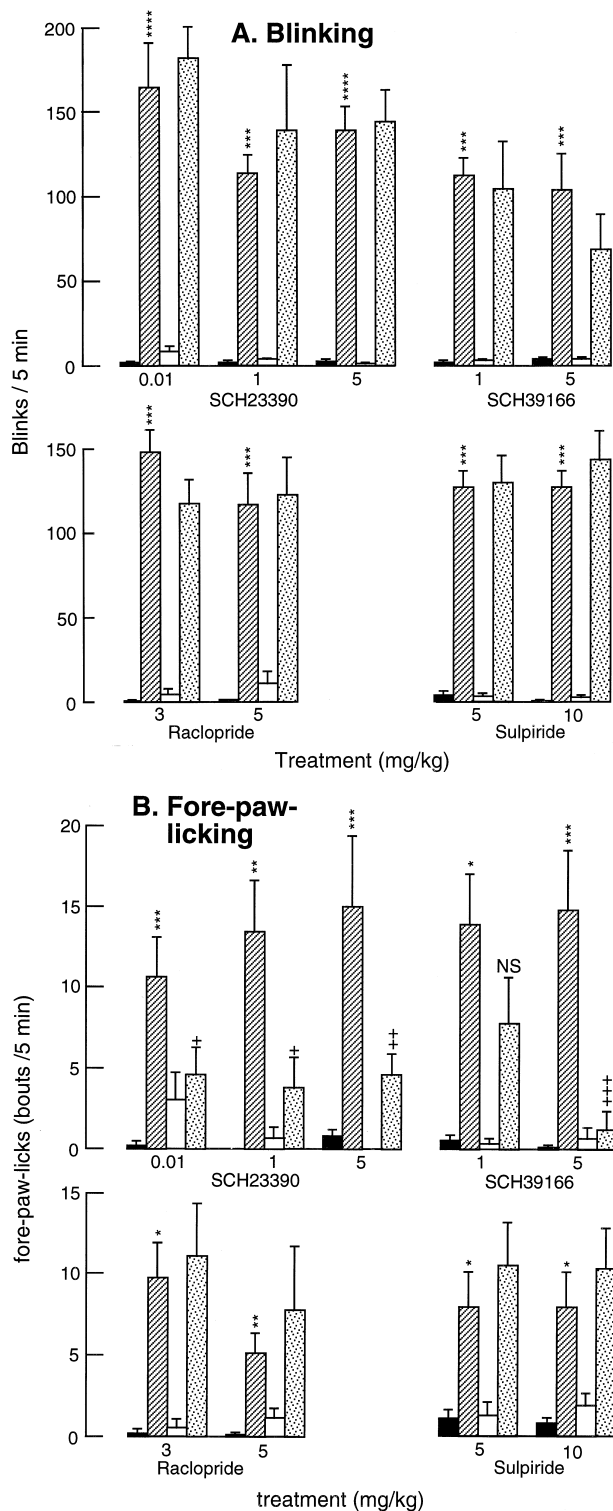 A. Blinking
200
****
***
****
***
***
150
100
50
0
0.01 1 5 1 5
SCH23390 SCH39166
Blinks / 5 min
***
***
***
***
150
100
50
0
3 5 5 10
Raclopride Sulpiride
Treatment (mg/kg)
B. Fore-paw-
licking
20
***
**
***
*
***
15
10
NS
‡
‡
‡‡
‡‡‡
5
0
0.01 1 5 1 5
SCH23390 SCH39166
fore-paw-licks (bouts /5 min)
15
*
**
*
*
10
5
0
3 5 5 10
Raclopride Sulpiride
treatment (mg/kg)